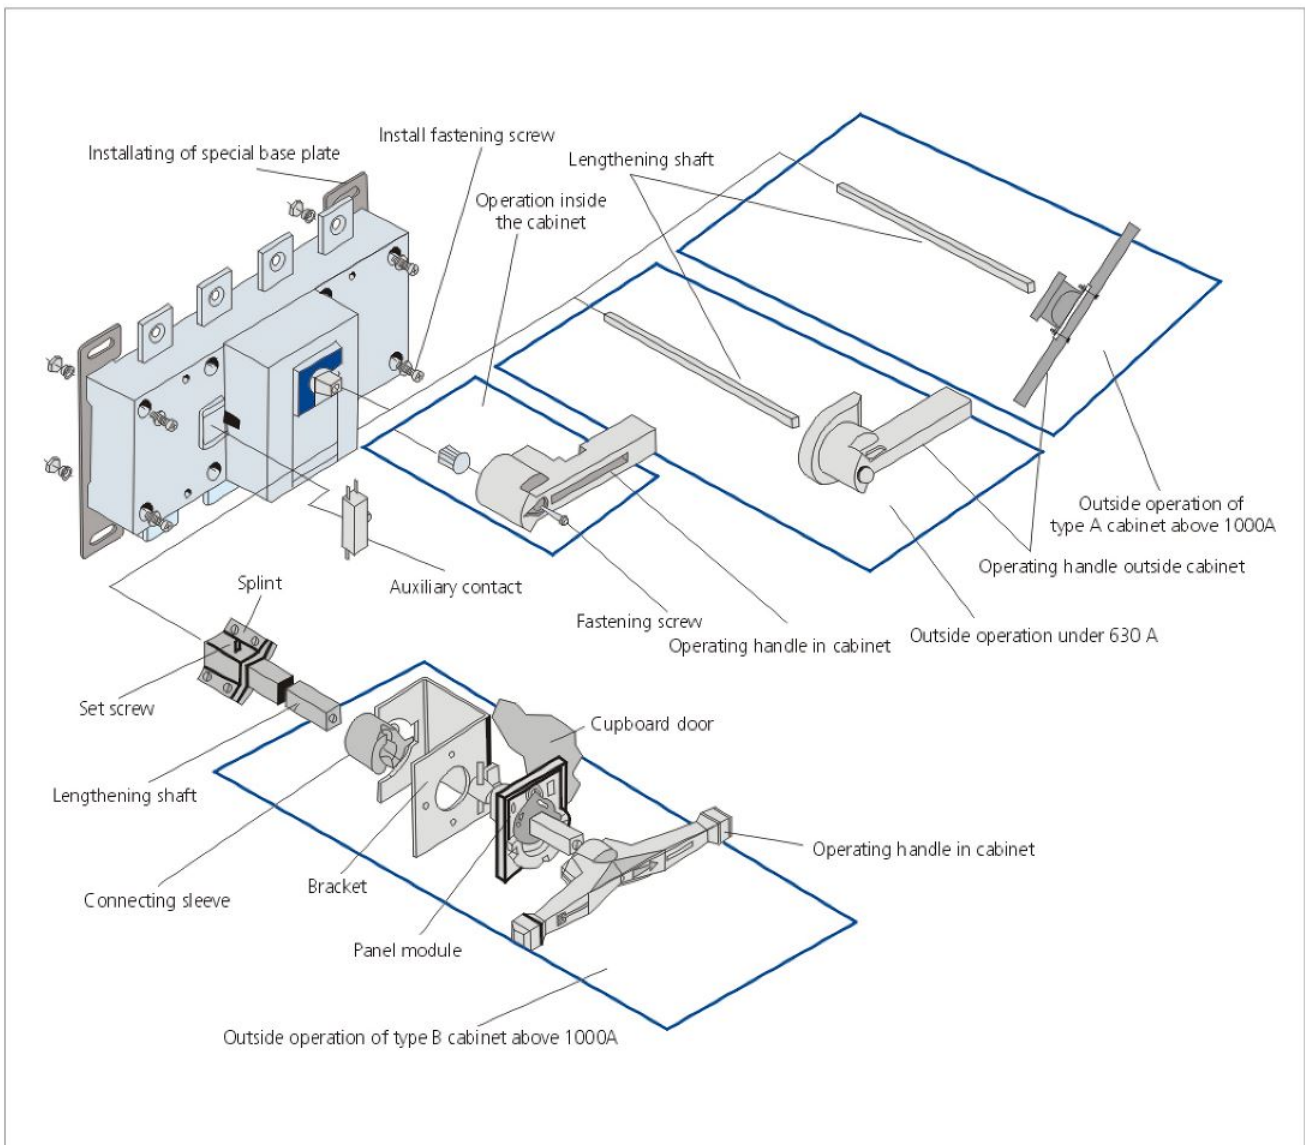 Install fastening screw
Installating of special base plate
Lengthening shaft
Operation inside
the cabinet
Outside operation of
type A cabinet above 1000A
Operating handle outside cabinet
Splint
Auxiliary contact
Fastening screw
Outside operation under 630 A
Operating handle in cabinet
Set screw
Cupboard door
Lengthening shaft
Operating handle in cabinet
Bracket
Connecting sleeve
Panel module
Outside operation of type B cabinet above 1000A